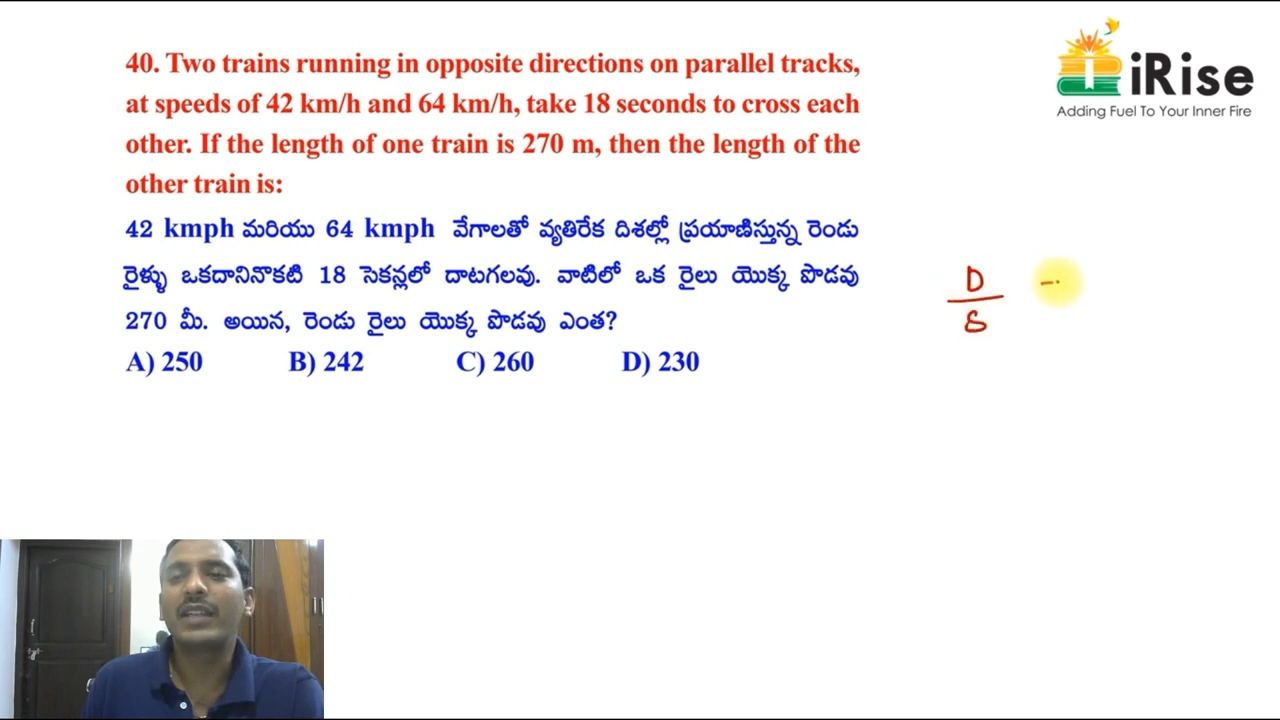 40. Two trains running in opposite directions on parallel tracks,
at speeds of 42 km/h and 64 km/h, take 18 seconds to cross each
other. If the length of one train is 270 m, then the length of the
other train is:
42 kmph మరియు 64 kmph వేగాలతో వ్యతిరేక దిశల్లో ప్రయాణిస్తున్న రెండు
రైళ్ళు ఒకదానినొకటి 18 సెకన్లలో దాటగలవు. వాటిలో ఒక రైలు యొక్క పొడవు
270 మీ. అయిన, రెండు రైలు యొక్క పొడవు ఎంత?
A) 250 B) 242 C) 260 D) 230
iRise
Adding Fuel To Your Inner Fire
D
S